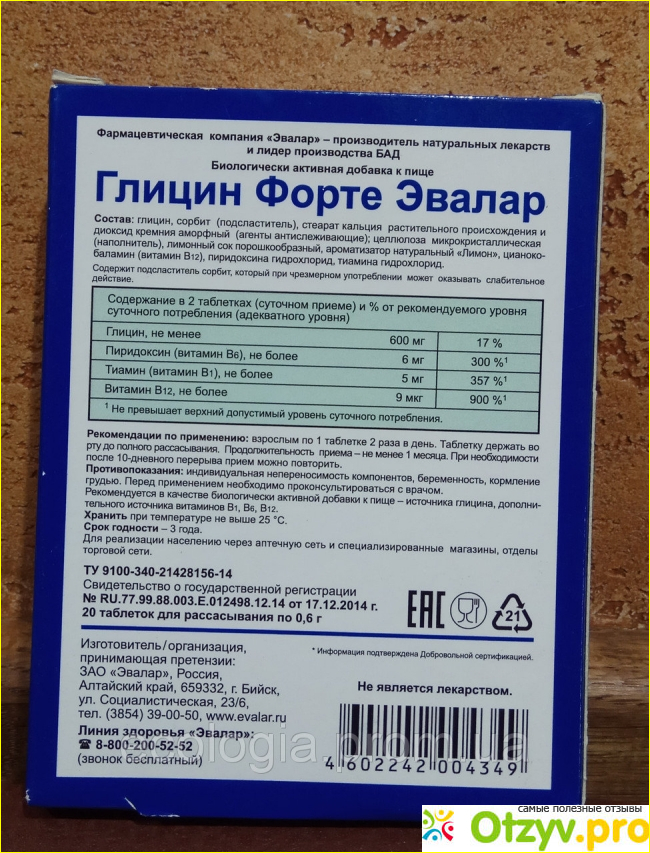 Фармацевтическая компания «Эвалар» – производитель натуральных лекарств
и лидер производства БАД
Биологически активная добавка к пище
Глицин Форте Эвалар
Состав: глицин, сорбит (подсластитель), стеарат кальция растительного происхождения и
диоксид кремния аморфный (агенты антислеживающие); целлюлоза микрокристаллическая
(наполнитель), лимонный сок порошкообразный, ароматизатор натуральный «Лимон», цианоко-
баламин (витамин В12), пиридоксина гидрохлорид, тиамина гидрохлорид.
Содержит подсластитель сорбит, который при чрезмерном употреблении может оказывать слабительное
действие.
Содержание в 2 таблетках (суточном приеме) и % от рекомендуемого уровня
суточного потребления (адекватного уровня)
Глицин, не менее 600 мг 17 %
Пиридоксин (витамин В6), не более 6 мг 300 %¹
Тиамин (витамин В1), не более 5 мг 357 %¹
Витамин В12, не более 9 мкг 900 %¹
¹ Не превышает верхний допустимый уровень суточного потребления.
Рекомендации по применению: взрослым по 1 таблетке 2 раза в день. Таблетку держать во
рту до полного рассасывания. Продолжительность приема – не менее 1 месяца. При необходимости
после 10-дневного перерыва прием можно повторить.
Противопоказания: индивидуальная непереносимость компонентов, беременность, кормление
грудью. Перед применением необходимо проконсультироваться с врачом.
Рекомендуется в качестве биологически активной добавки к пище – источника глицина, дополни-
тельного источника витаминов В1, В6, В12.
Хранить при температуре не выше 25 °С.
Срок годности – 3 года.
Для реализации населению через аптечную сеть и специализированные магазины, отделы
торговой сети.
ТУ 9100-340-21428156-14
Свидетельство о государственной регистрации
№ RU.77.99.88.003.Е.012498.12.14 от 17.12.2014 г.
20 таблеток для рассасывания по 0,6 г
EAC
21
Изготовитель/организация,
принимающая претензии:
ЗАО «Эвалар», Россия,
Алтайский край, 659332, г. Бийск,
ул. Социалистическая, 23/6,
тел. (3854) 39-00-50, www.evalar.ru
Линия здоровья «Эвалар»:
☎ 8-800-200-52-52
(звонок бесплатный)
* Информация подтверждена Добровольной сертификацией.
Не является лекарством.
4 602242 004349
ecologia.prom.ua
самые полезные отзывы
Otzyv.pro